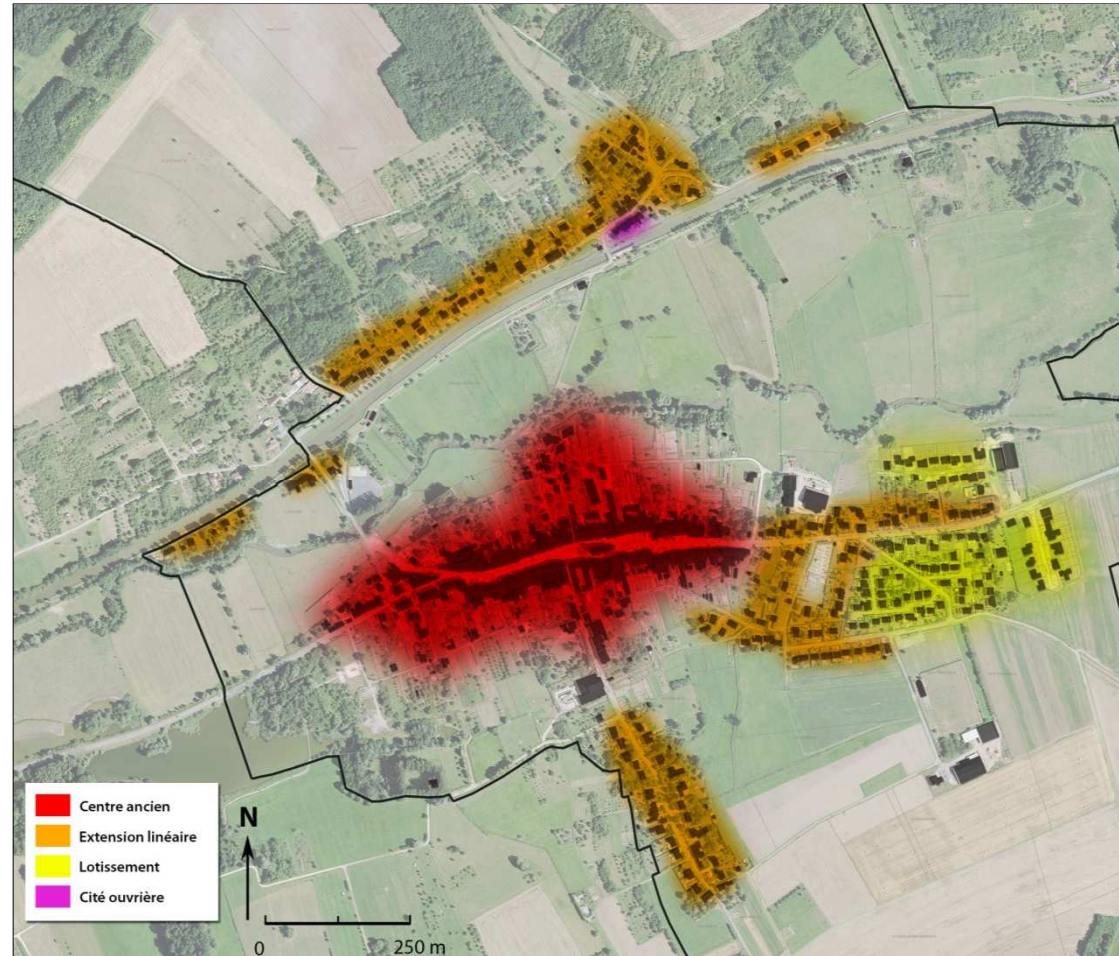 Centre ancien
Extension linéaire
Lotissement
Cité ouvrière
N
0
250 m